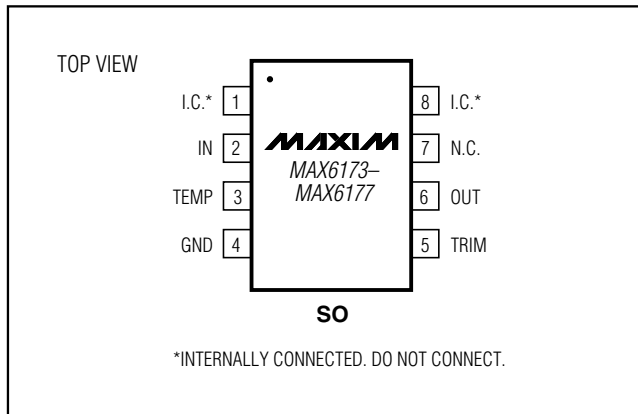 TOP VIEW
I.C.* 1
8 I.C.*
IN 2
MAXIM
7 N.C.
MAX6173–
MAX6177
TEMP 3
6 OUT
GND 4
5 TRIM
SO
*INTERNALLY CONNECTED. DO NOT CONNECT.